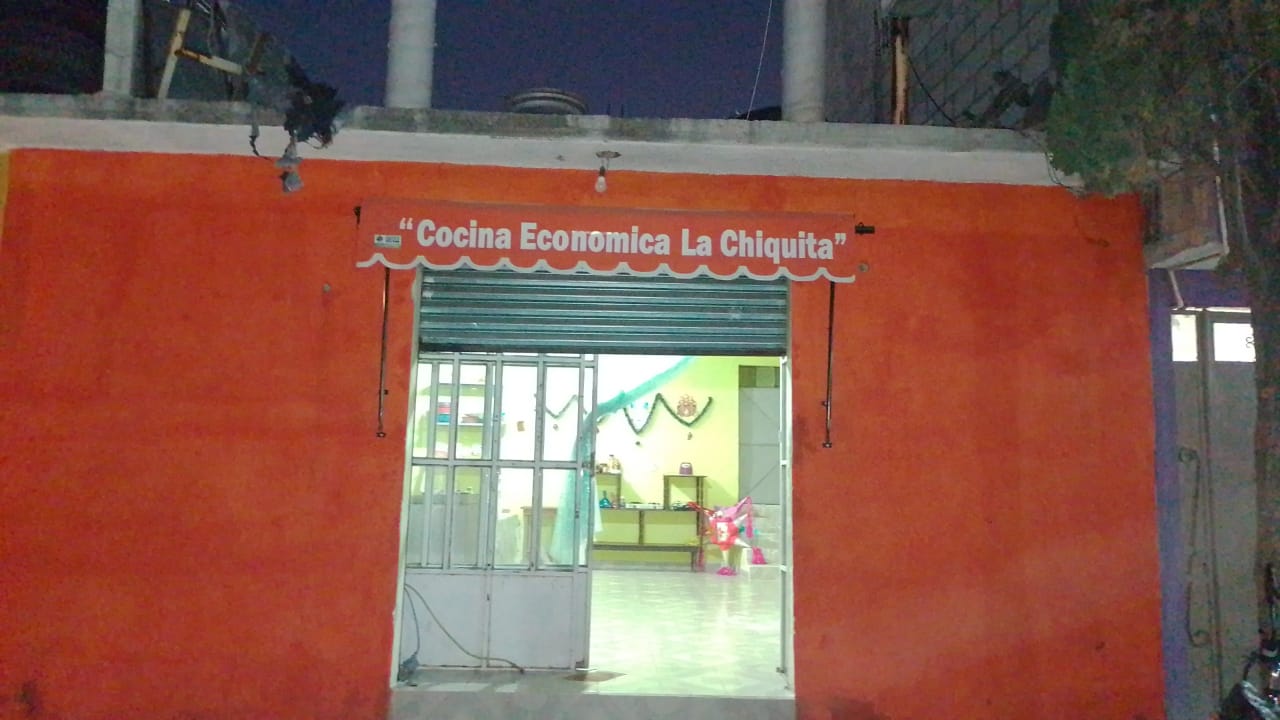 “Cocina Economica La Chiquita”